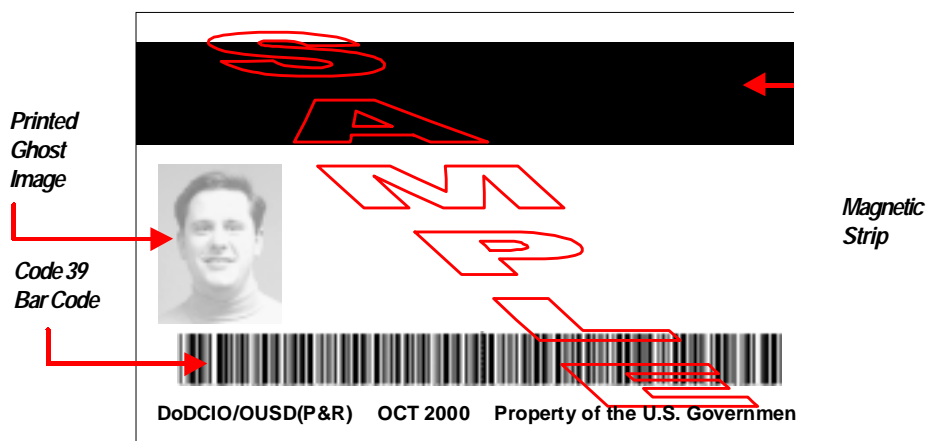 SAMPLE
Printed
Ghost
Image
Magnetic
Strip
Code 39
Bar Code
DoDCIO/OUSD(P&R) OCT 2000 Property of the U.S. Governmen